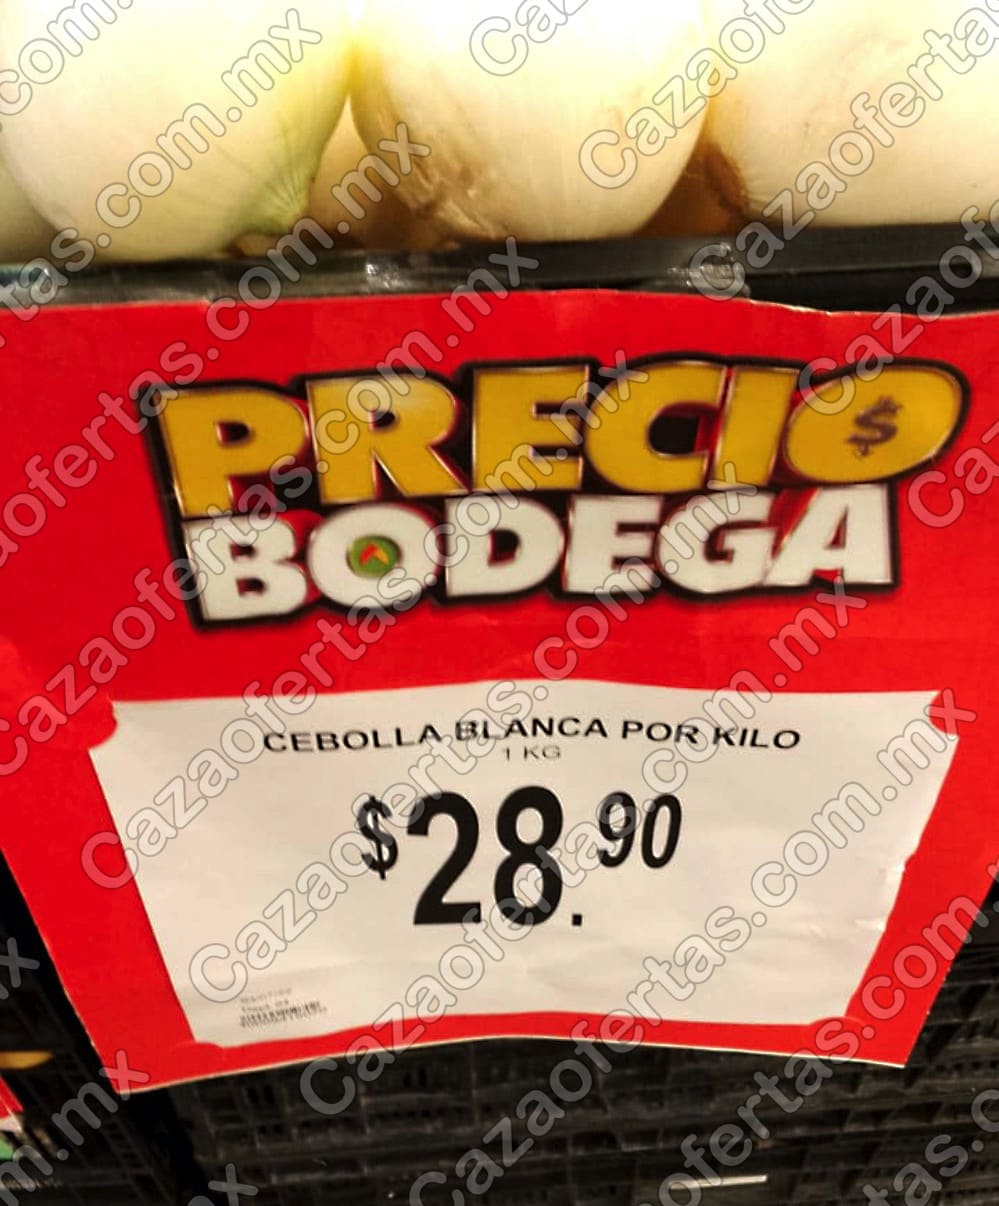 PRECIO
BODEGA
CEBOLLA BLANCA POR KILO
1 KG
$28.90
Cazaofertas.com.mx